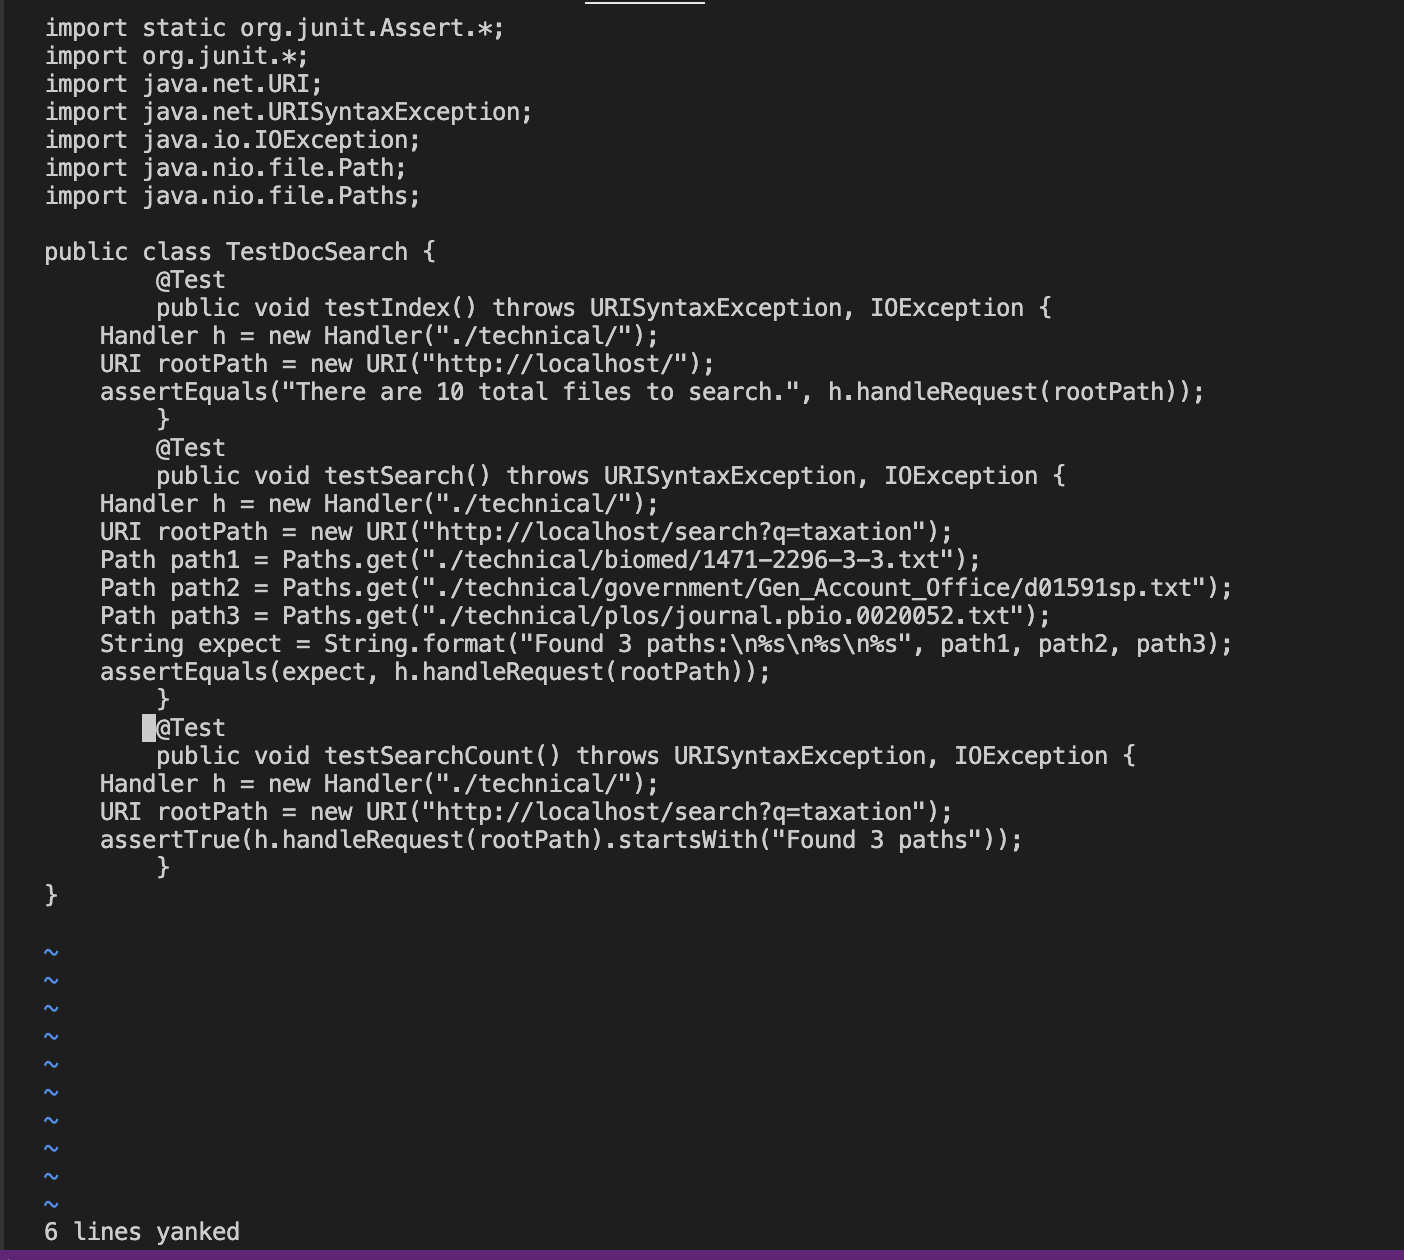 import static org.junit.Assert.*;
import org.junit.*;
import java.net.URI;
import java.net.URISyntaxException;
import java.io.IOException;
import java.nio.file.Path;
import java.nio.file.Paths;

public class TestDocSearch {
        @Test
        public void testIndex() throws URISyntaxException, IOException {
    Handler h = new Handler("./technical/");
    URI rootPath = new URI("http://localhost/");
    assertEquals("There are 10 total files to search.", h.handleRequest(rootPath));
        }
        @Test
        public void testSearch() throws URISyntaxException, IOException {
    Handler h = new Handler("./technical/");
    URI rootPath = new URI("http://localhost/search?q=taxation");
    Path path1 = Paths.get("./technical/biomed/1471-2296-3-3.txt");
    Path path2 = Paths.get("./technical/government/Gen_Account_Office/d01591sp.txt");
    Path path3 = Paths.get("./technical/plos/journal.pbio.0020052.txt");
    String expect = String.format("Found 3 paths:\n%s\n%s\n%s", path1, path2, path3);
    assertEquals(expect, h.handleRequest(rootPath));
        }
        @Test
        public void testSearchCount() throws URISyntaxException, IOException {
    Handler h = new Handler("./technical/");
    URI rootPath = new URI("http://localhost/search?q=taxation");
    assertTrue(h.handleRequest(rootPath).startsWith("Found 3 paths"));
        }
}

~
~
~
~
~
~
~
~
~
~
6 lines yanked